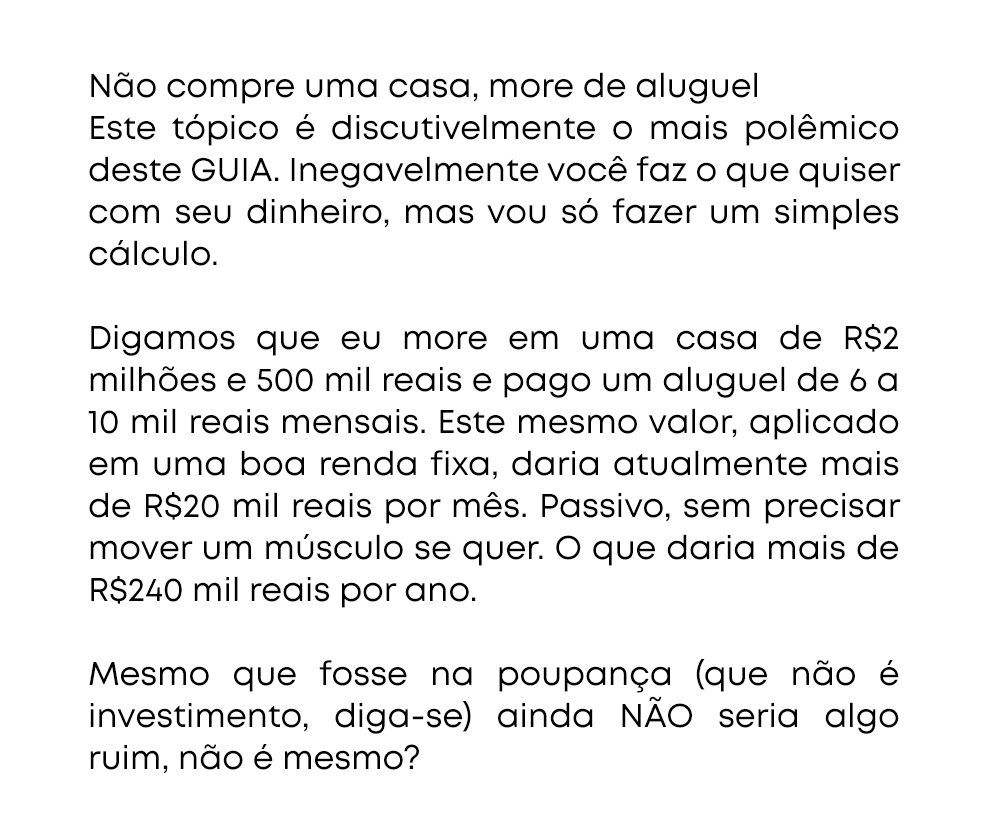 Não compre uma casa, more de aluguel
Este tópico é discutivelmente o mais polêmico
deste GUIA. Inegavelmente você faz o que quiser
com seu dinheiro, mas vou só fazer um simples
cálculo.
Digamos que eu more em uma casa de R$2
milhões e 500 mil reais e pago um aluguel de 6 a
10 mil reais mensais. Este mesmo valor, aplicado
em uma boa renda fixa, daria atualmente mais
de R$20 mil reais por mês. Passivo, sem precisar
mover um músculo se quer. O que daria mais de
R$240 mil reais por ano.
Mesmo que fosse na poupança (que não é
investimento, diga-se) ainda NÃO seria algo
ruim, não é mesmo?